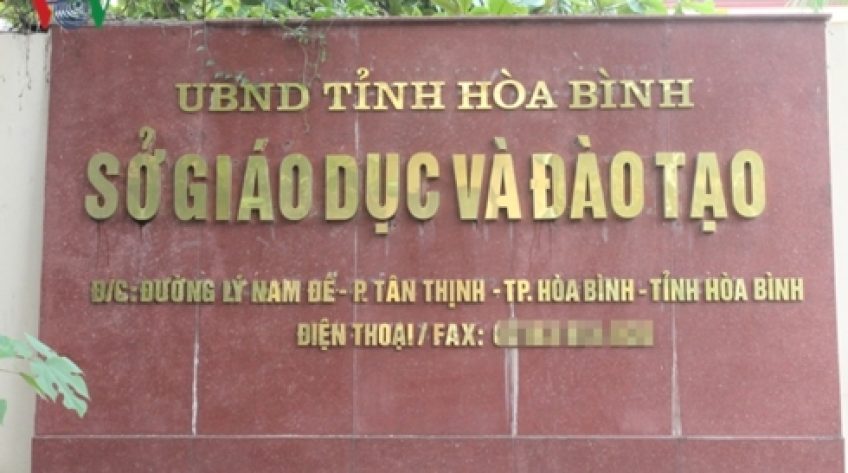 UBND TỈNH HÒA BÌNH
SỞ GIÁO DỤC VÀ ĐÀO TẠO
Đ/C: ĐƯỜNG LÝ NAM ĐẾ - P. TÂN THỊNH - TP. HÒA BÌNH - TỈNH HÒA BÌNH
ĐIỆN THOẠI / FAX: